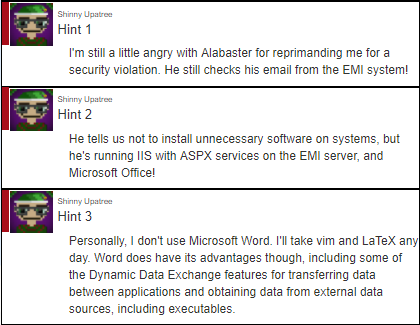 Shinny Upatree
Hint 1
I'm still a little angry with Alabaster for reprimanding me for a
security violation. He still checks his email from the EMI system!
Shinny Upatree
Hint 2
He tells us not to install unnecessary software on systems, but
he's running IIS with ASPX services on the EMI server, and
Microsoft Office!
Shinny Upatree
Hint 3
Personally, I don't use Microsoft Word. I'll take vim and LaTeX any
day. Word does have its advantages though, including some of
the Dynamic Data Exchange features for transferring data
between applications and obtaining data from external data
sources, including executables.